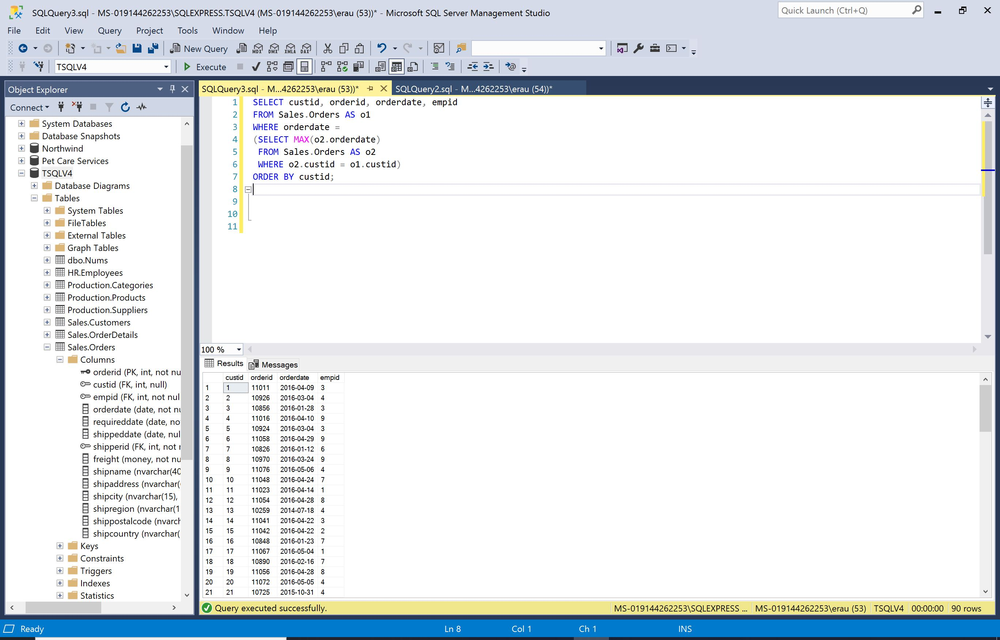 SQLQuery3.sql - MS-019144262253\SQLEXPRESS.TSQLV4 (MS-019144262253\erau (53))* - Microsoft SQL Server Management Studio
Quick Launch (Ctrl+Q)
File Edit View Query Project Tools Window Help
New Query MDX DMX XMLA DAX
TSQLV4 Execute
Object Explorer
Connect
System Databases
Database Snapshots
Northwind
Pet Care Services
TSQLV4
Database Diagrams
Tables
System Tables
FileTables
External Tables
Graph Tables
dbo.Nums
HR.Employees
Production.Categories
Production.Products
Production.Suppliers
Sales.Customers
Sales.OrderDetails
Sales.Orders
Columns
orderid (PK, int, not nu
custid (FK, int, null)
empid (FK, int, not nul
orderdate (date, not nu
requireddate (date, no
shippeddate (date, nul
shipperid (FK, int, not r
freight (money, not nu
shipname (nvarchar(40
shipaddress (nvarchar(
shipcity (nvarchar(15),
shipregion (nvarchar(1
shippostalcode (nvarch
shipcountry (nvarchar(
Keys
Constraints
Triggers
Indexes
Statistics
SQLQuery3.sql - M...4262253\erau (53))* SQLQuery2.sql - M...4262253\erau (54))*
1 SELECT custid, orderid, orderdate, empid
2 FROM Sales.Orders AS o1
3 WHERE orderdate =
4 (SELECT MAX(o2.orderdate)
5 FROM Sales.Orders AS o2
6 WHERE o2.custid = o1.custid)
7 ORDER BY custid;
8
9
10
11
100 %
Results Messages
custid orderid orderdate empid
1 1 11011 2016-04-09 3
2 2 10926 2016-03-04 4
3 3 10856 2016-01-28 3
4 4 11016 2016-04-10 9
5 5 10924 2016-03-04 3
6 6 11058 2016-04-29 9
7 7 10826 2016-01-12 6
8 8 10970 2016-03-24 9
9 9 11076 2016-05-06 4
10 10 11048 2016-04-24 7
11 11 11023 2016-04-14 1
12 12 11054 2016-04-28 8
13 13 10259 2014-07-18 4
14 14 11041 2016-04-22 3
15 15 11042 2016-04-22 2
16 16 10848 2016-01-23 7
17 17 11067 2016-05-04 1
18 18 10890 2016-02-16 7
19 19 11056 2016-04-28 8
20 20 11072 2016-05-05 4
21 21 10725 2015-10-31 4
Query executed successfully. MS-019144262253\SQLEXPRESS ... MS-019144262253\erau (53) TSQLV4 00:00:00 90 rows
Ready Ln 8 Col 1 Ch 1 INS